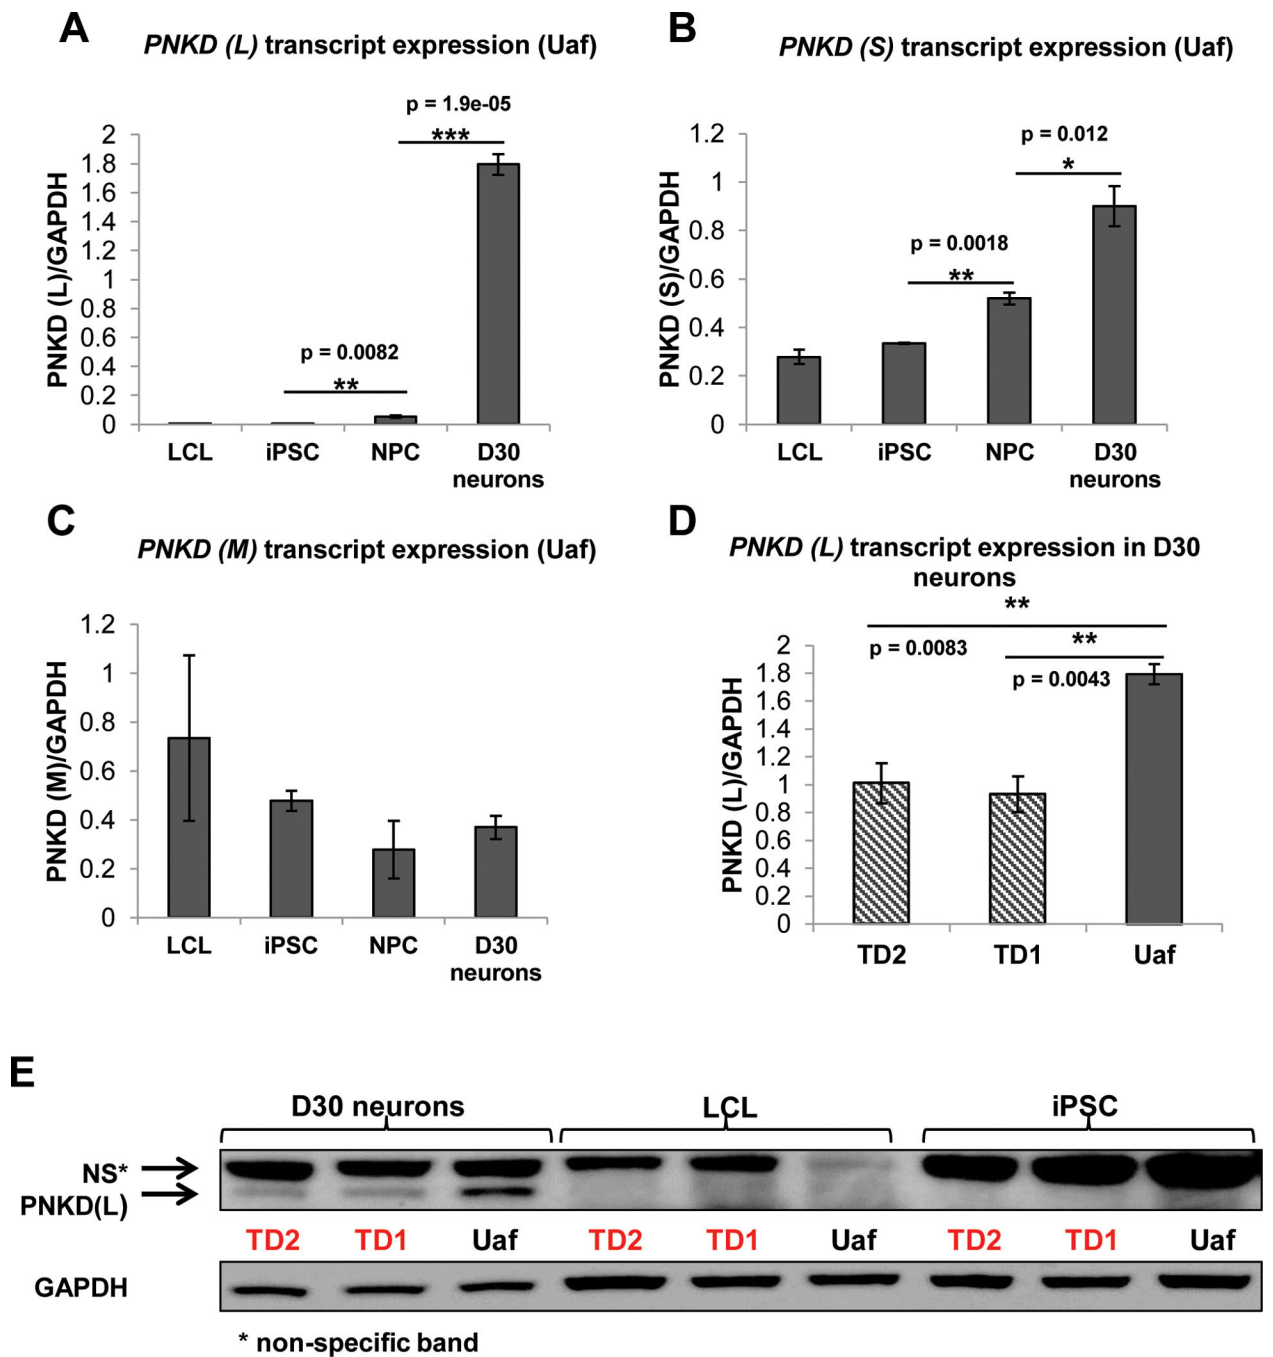 A
PNKD (L) transcript expression (Uaf)
p = 1.9e-05
***
2
1.8
1.6
1.4
1.2
1
0.8
0.6
0.4
0.2
0
PNKD (L)/GAPDH
p = 0.0082
**
LCL iPSC NPC D30
neurons
B
PNKD (S) transcript expression (Uaf)
p = 0.012
*
p = 0.0018
**
1.2
1
0.8
0.6
0.4
0.2
0
PNKD (S)/GAPDH
LCL iPSC NPC D30
neurons
C
PNKD (M) transcript expression (Uaf)
1.2
1
0.8
0.6
0.4
0.2
0
PNKD (M)/GAPDH
LCL iPSC NPC D30
neurons
D
PNKD (L) transcript expression in D30
neurons
**
p = 0.0083
**
p = 0.0043
2
1.8
1.6
1.4
1.2
1
0.8
0.6
0.4
0.2
0
PNKD (L)/GAPDH
TD2 TD1 Uaf
E
D30 neurons LCL iPSC
NS*
PNKD(L)
TD2 TD1 Uaf TD2 TD1 Uaf TD2 TD1 Uaf
GAPDH
* non-specific band